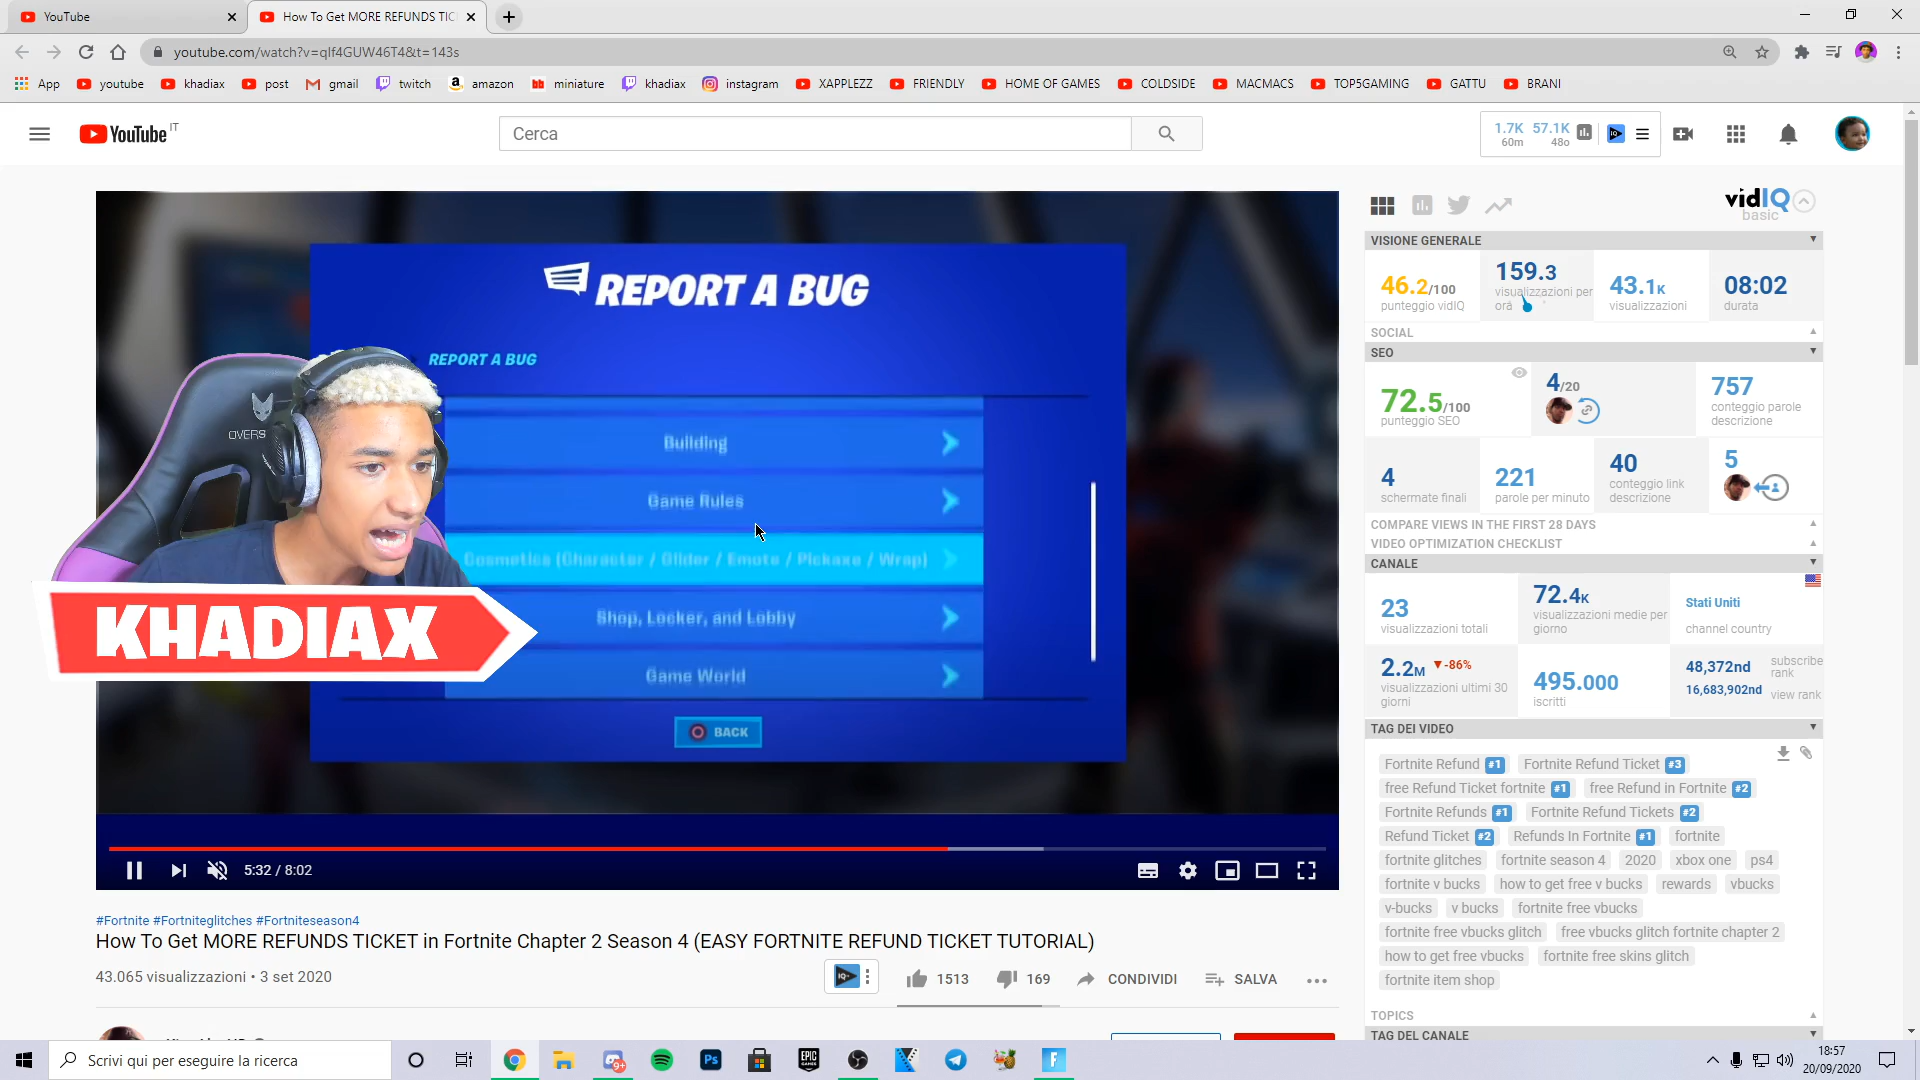 YouTube
How To Get MORE REFUNDS TIC
youtube.com/watch?v=qIf4GUW46T4&t=143s
App
youtube
khadiax
post
gmail
twitch
amazon
miniature
khadiax
instagram
XAPPLEZZ
FRIENDLY
HOME OF GAMES
COLDSIDE
MACMACS
TOP5GAMING
GATTU
BRANI
YouTube IT
Cerca
1.7K 57.1K
60m 48o
vidIQ
basic
REPORT A BUG
REPORT A BUG
Building
Game Rules
Cosmetics (Character / Glider / Emote / Pickaxe / Wrap)
Shop, Locker, and Lobby
Game World
BACK
OVERS
KHADIAX
5:32 / 8:02
#Fortnite #Fortniteglitches #Fortniteseason4
How To Get MORE REFUNDS TICKET in Fortnite Chapter 2 Season 4 (EASY FORTNITE REFUND TICKET TUTORIAL)
43.065 visualizzazioni • 3 set 2020
1513
169
CONDIVIDI
SALVA
VISIONE GENERALE
46.2/100
punteggio vidIQ
159.3
visualizzazioni per
ora
43.1K
visualizzazioni
08:02
durata
SOCIAL
SEO
72.5/100
punteggio SEO
4/20
757
conteggio parole
descrizione
4
schermate finali
221
parole per minuto
40
conteggio link
descrizione
5
COMPARE VIEWS IN THE FIRST 28 DAYS
VIDEO OPTIMIZATION CHECKLIST
CANALE
23
visualizzazioni totali
72.4K
visualizzazioni medie per
giorno
Stati Uniti
channel country
2.2M ▼-86%
visualizzazioni ultimi 30
giorni
495.000
iscritti
48,372nd subscribe rank
16,683,902nd view rank
TAG DEI VIDEO
Fortnite Refund #1 Fortnite Refund Ticket #3
free Refund Ticket fortnite #1 free Refund in Fortnite #2
Fortnite Refunds #1 Fortnite Refund Tickets #2
Refund Ticket #2 Refunds In Fortnite #1 fortnite
fortnite glitches fortnite season 4 2020 xbox one ps4
fortnite v bucks how to get free v bucks rewards vbucks
v-bucks v bucks fortnite free vbucks
fortnite free vbucks glitch free vbucks glitch fortnite chapter 2
how to get free vbucks fortnite free skins glitch
fortnite item shop
TOPICS
TAG DEL CANALE
Scrivi qui per eseguire la ricerca
18:57
20/09/2020